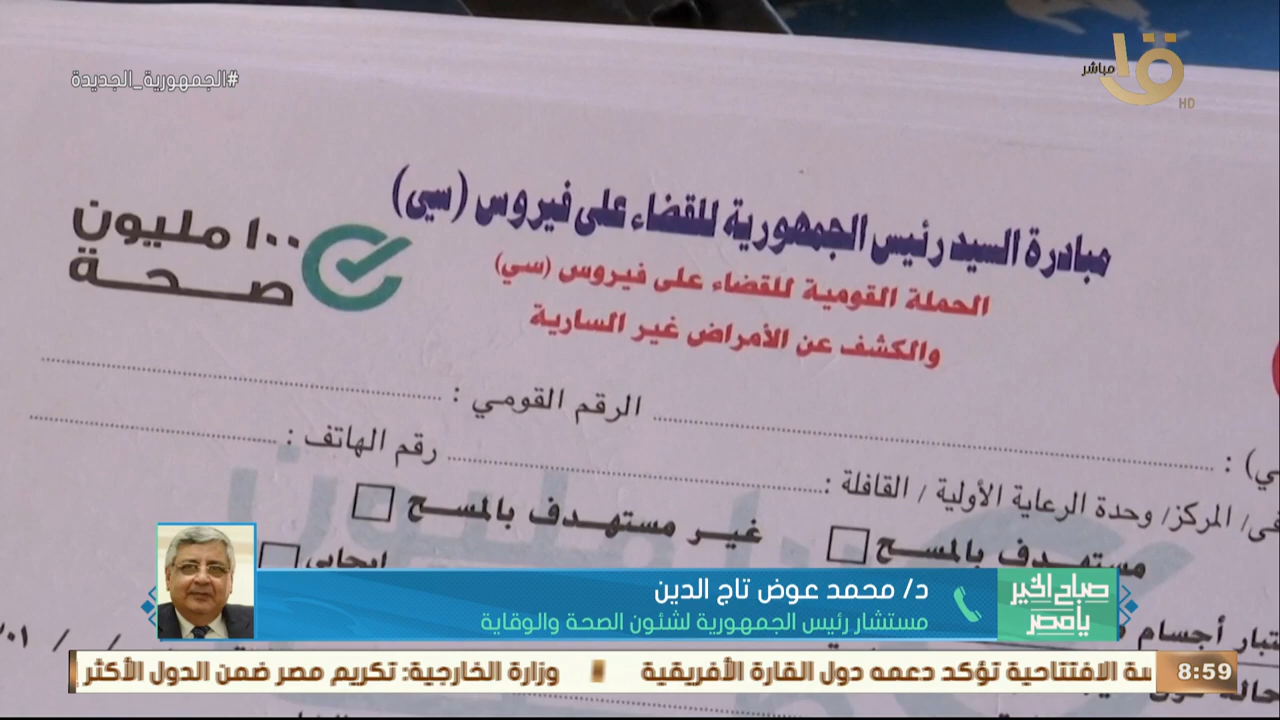 #الجمهورية_الجديدة
مباشر
HD
مبادرة السيد رئيس الجمهورية للقضاء على فيروس (سي)
١٠٠ مليون
صحة
الحملة القومية للقضاء على فيروس (سي)
والكشف عن الأمراض غير السارية
الرقم القومي :
المركز/ وحدة الرعاية الأولية / القافلة : رقم الهاتف :
مستهدف بالمسح غير مستهدف بالمسح
ايجابي
صباح الخير
يا مصر
د/ محمد عوض تاج الدين
مستشار رئيس الجمهورية لشئون الصحة والوقاية
أجسام
8:59
الافتتاحية تؤكد دعمه دول القارة الأفريقية وزارة الخارجية: تكريم مصر ضمن الدول الأكثر